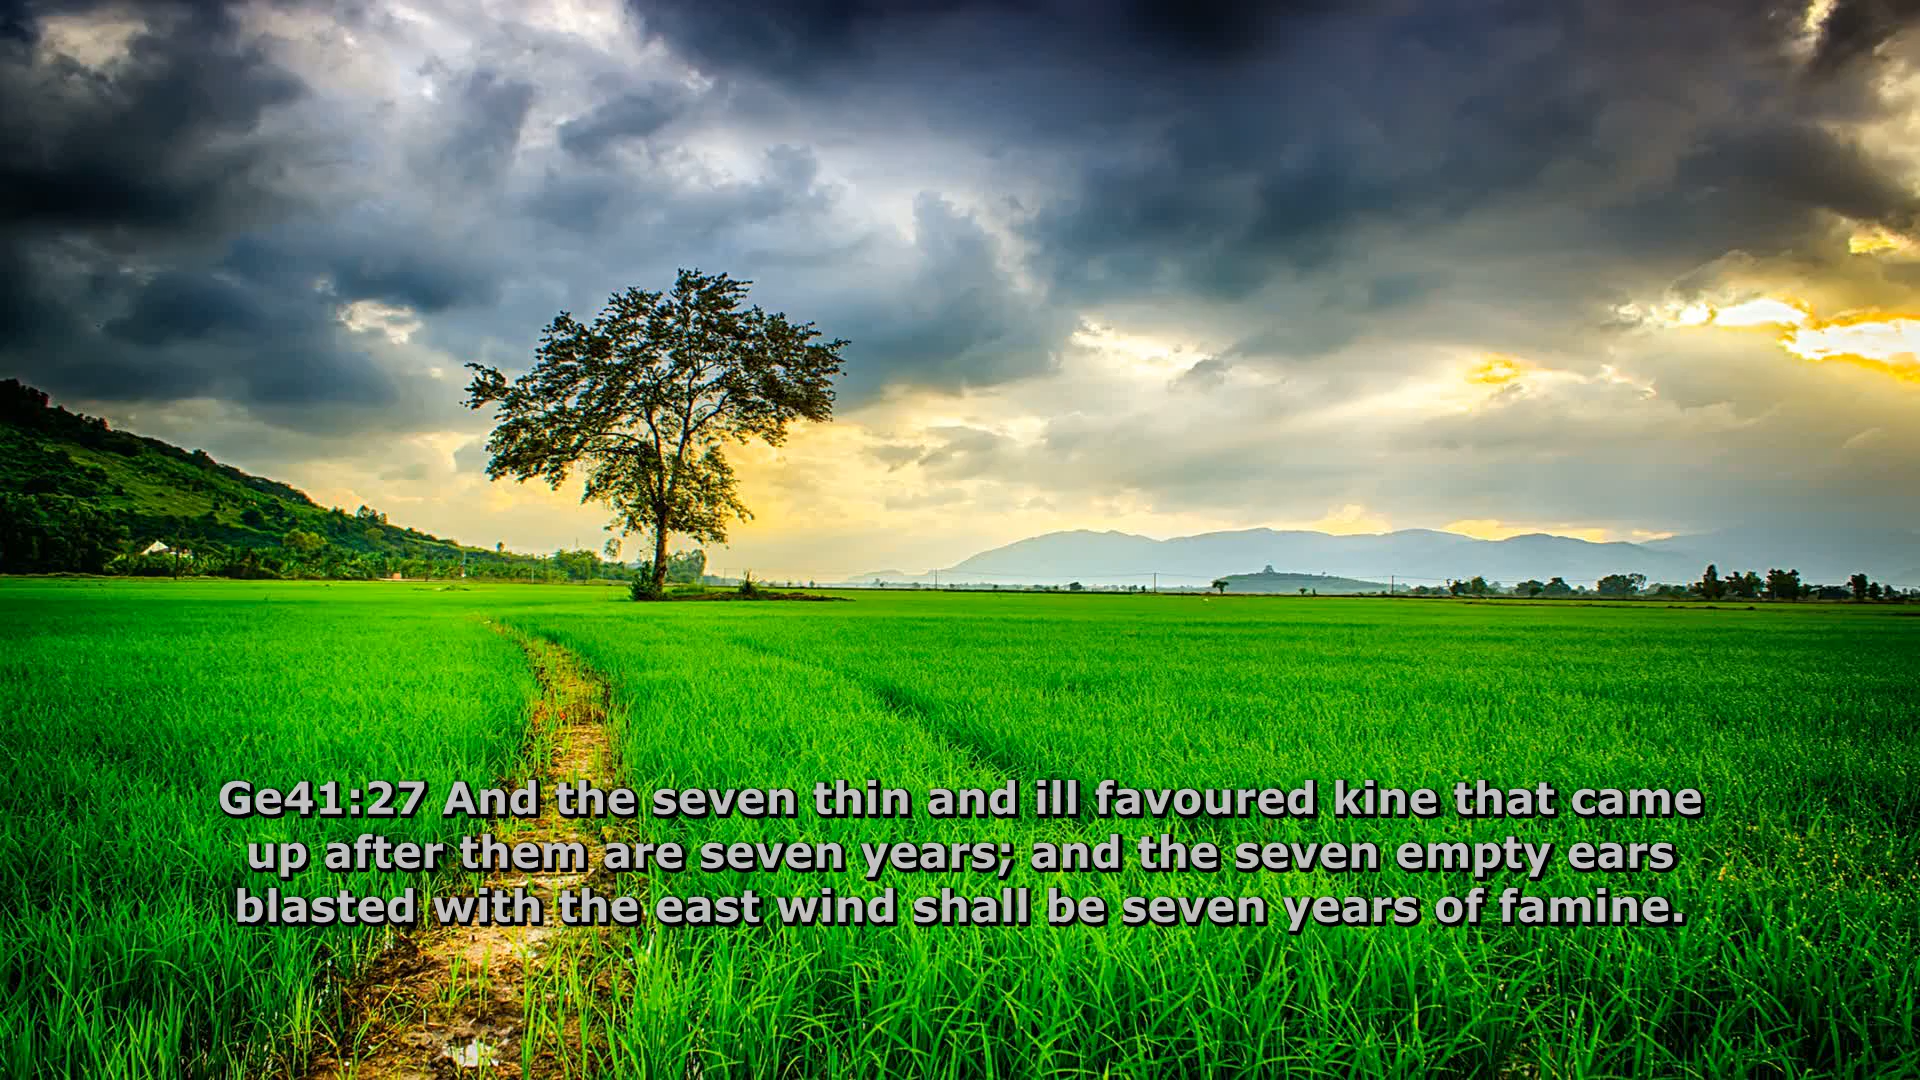 Ge41:27 And the seven thin and ill favoured kine that came
up after them are seven years; and the seven empty ears
blasted with the east wind shall be seven years of famine.